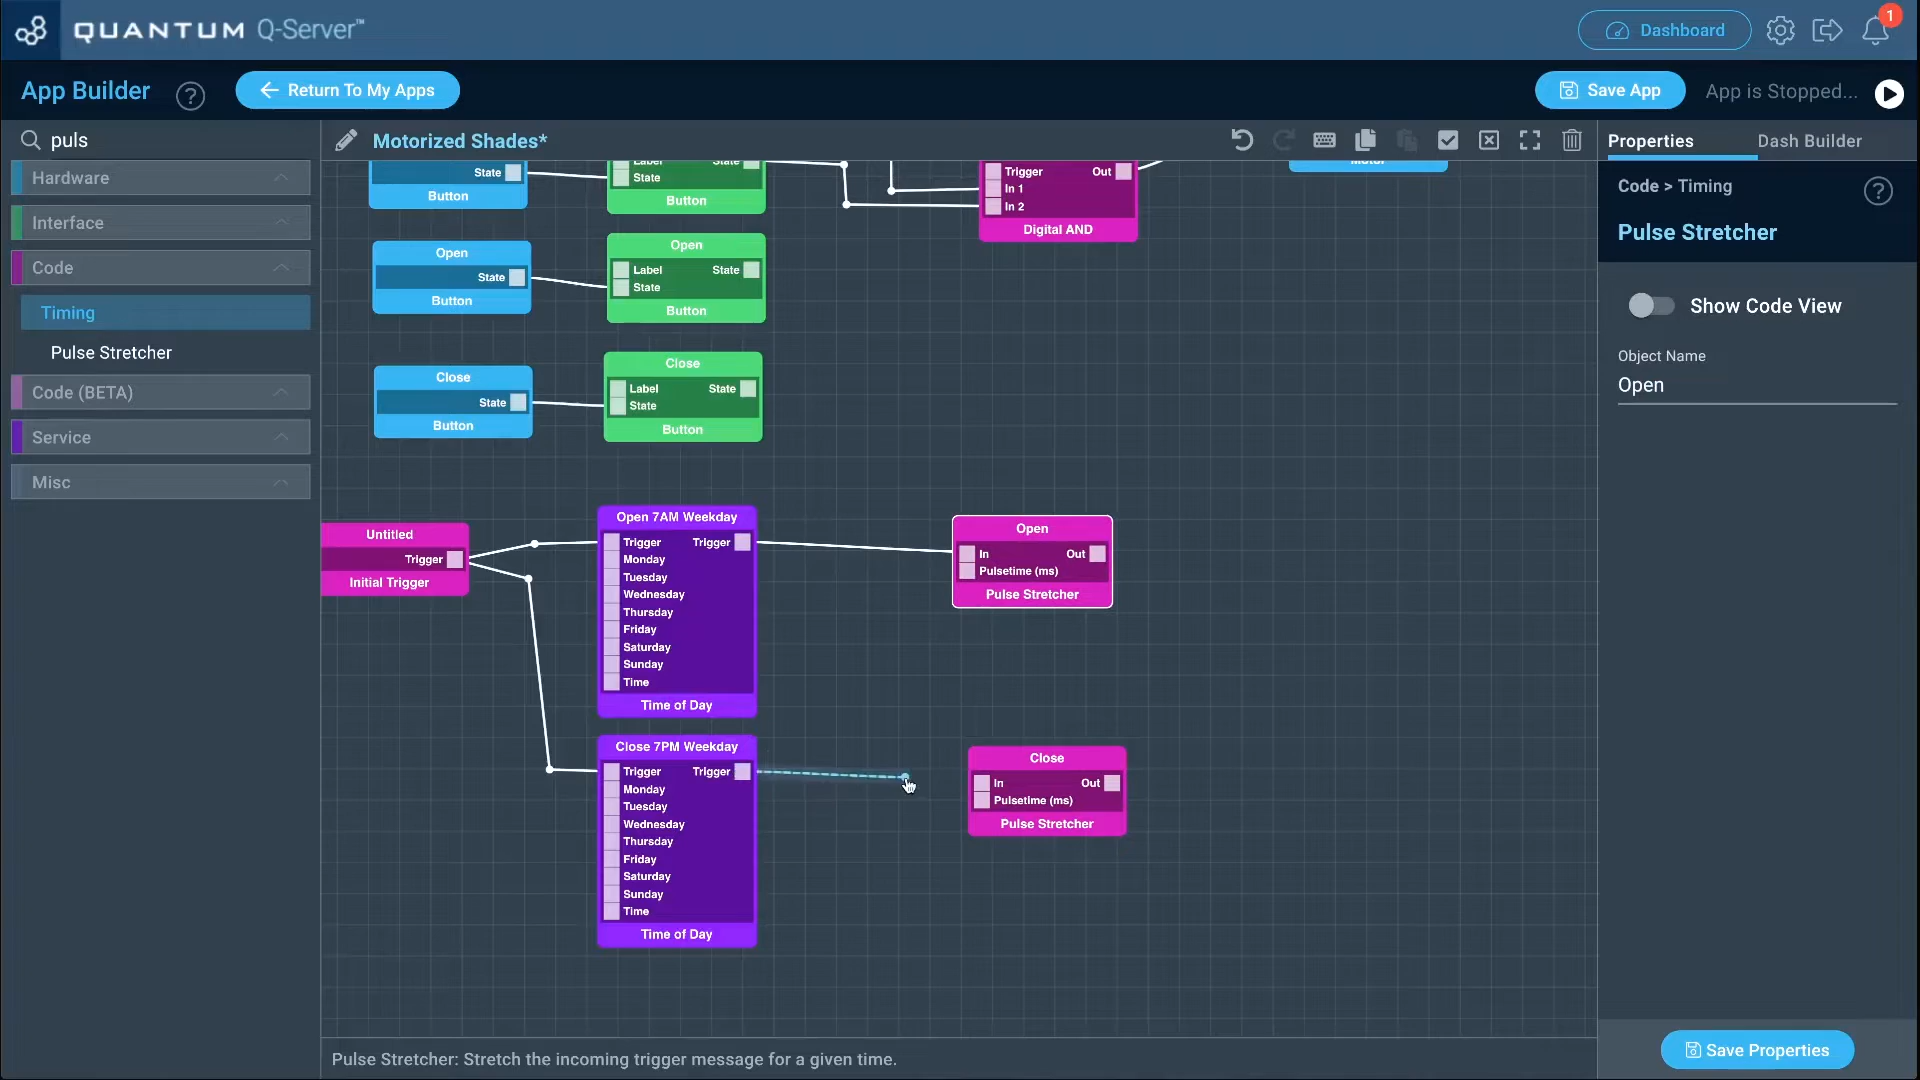 QUANTUM Q-Server™
Dashboard
1
App Builder
?
Return To My Apps
Save App
App is Stopped...
puls
Hardware
Interface
Code
Timing
Pulse Stretcher
Code (BETA)
Service
Misc
Motorized Shades*
State
Button
Label
State
State
Button
Trigger
Out
In 1
In 2
Digital AND
Motor
Open
State
Button
Open
Label
State
State
Button
Close
State
Button
Close
Label
State
State
Button
Untitled
Trigger
Initial Trigger
Open 7AM Weekday
Trigger
Trigger
Monday
Tuesday
Wednesday
Thursday
Friday
Saturday
Sunday
Time
Time of Day
Open
In
Out
Pulsetime (ms)
Pulse Stretcher
Close 7PM Weekday
Trigger
Trigger
Monday
Tuesday
Wednesday
Thursday
Friday
Saturday
Sunday
Time
Time of Day
Close
In
Out
Pulsetime (ms)
Pulse Stretcher
Pulse Stretcher: Stretch the incoming trigger message for a given time.
Properties
Dash Builder
Code > Timing
?
Pulse Stretcher
Show Code View
Object Name
Open
Save Properties